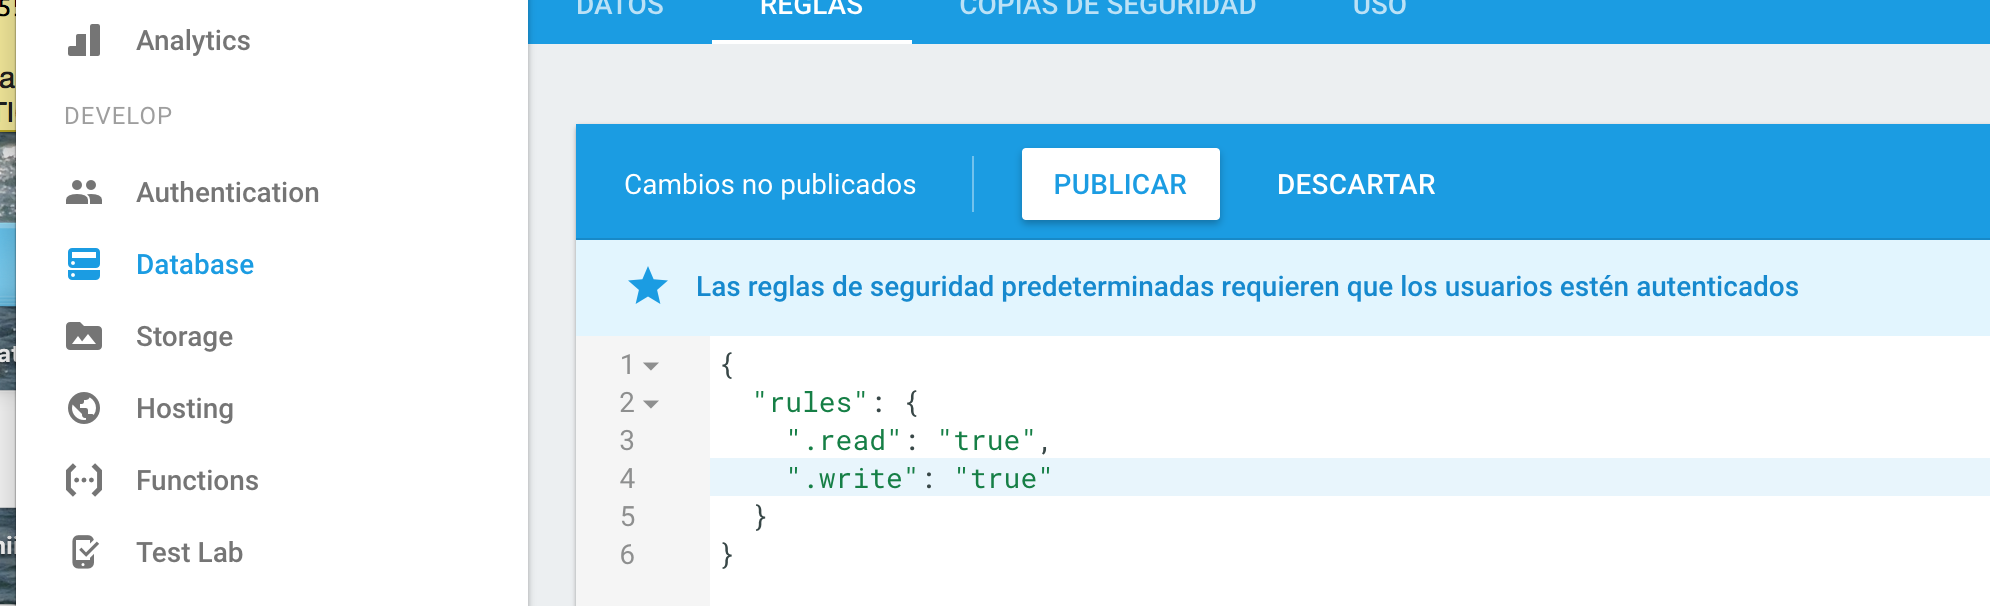 DATOS REGLAS COPIAS DE SEGURIDAD USO
Analytics
DEVELOP
Authentication
Database
Storage
Hosting
Functions
Test Lab
Cambios no publicados PUBLICAR DESCARTAR
Las reglas de seguridad predeterminadas requieren que los usuarios estén autenticados
1 {
2 "rules": {
3 ".read": "true",
4 ".write": "true"
5 }
6 }